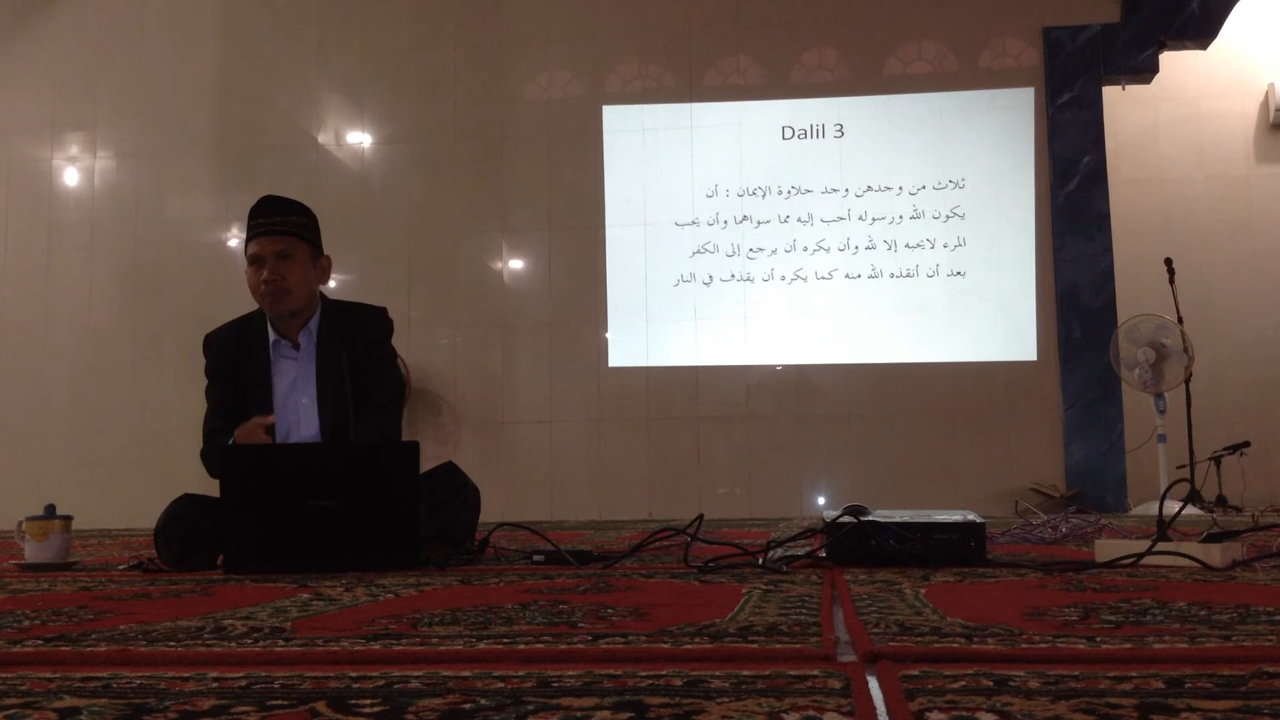 Dalil 3
ثلاث من وجدهن وجد حلاوة الإيمان : أن
يكون الله ورسوله أحب إليه مما سواهما وأن يحب
المرء لايحبه إلا لله وأن يكره أن يرجع إلى الكفر
بعد أن أنقذه الله منه كما يكره أن يقذف في النار